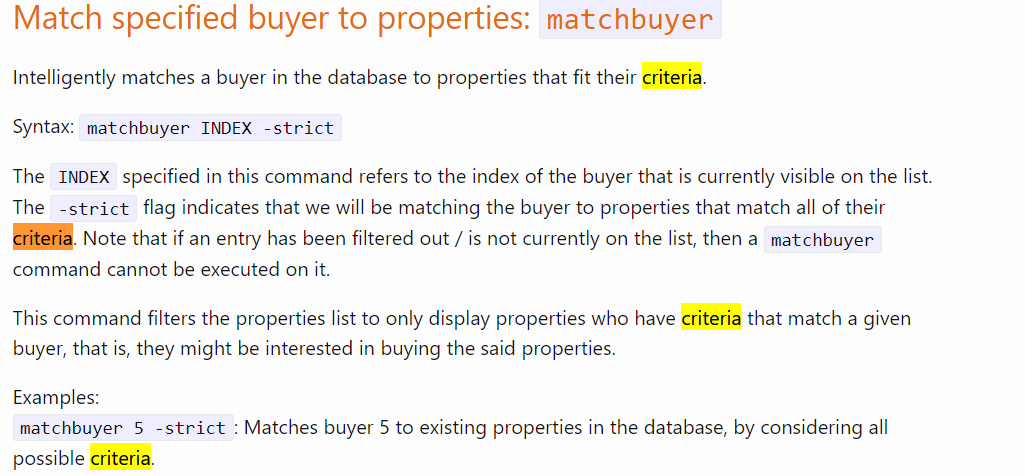 Match specified buyer to properties: matchbuyer
Intelligently matches a buyer in the database to properties that fit their criteria.
Syntax: matchbuyer INDEX -strict
The INDEX specified in this command refers to the index of the buyer that is currently visible on the list.
The -strict flag indicates that we will be matching the buyer to properties that match all of their
criteria. Note that if an entry has been filtered out / is not currently on the list, then a matchbuyer
command cannot be executed on it.
This command filters the properties list to only display properties who have criteria that match a given
buyer, that is, they might be interested in buying the said properties.
Examples:
matchbuyer 5 -strict: Matches buyer 5 to existing properties in the database, by considering all
possible criteria.